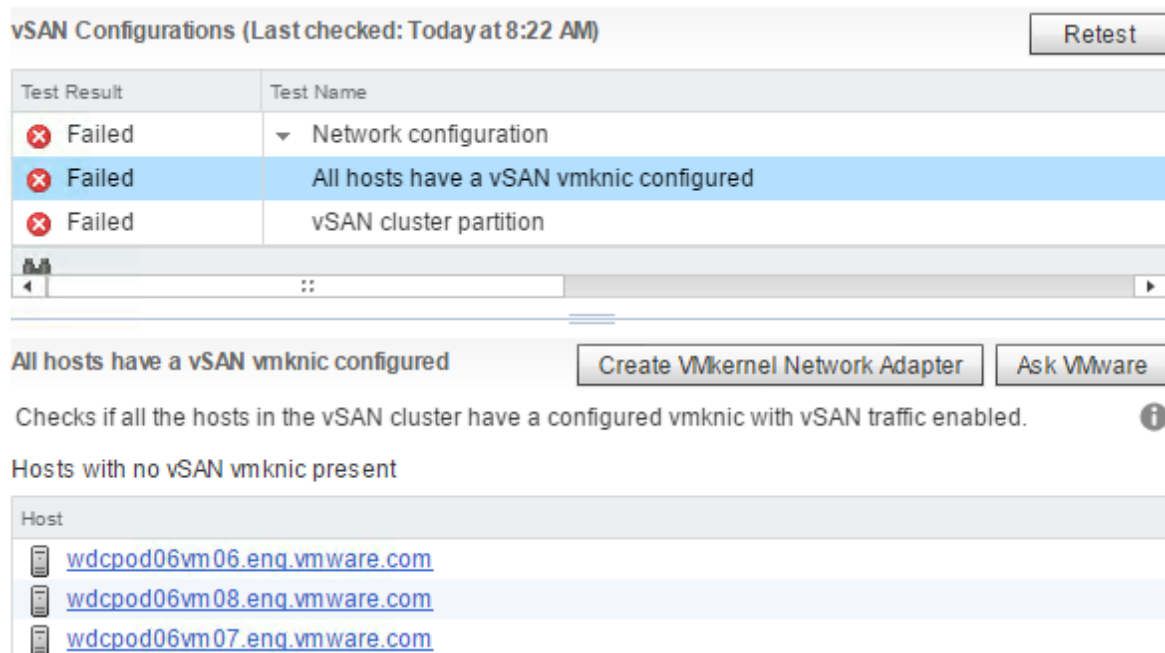 vSAN Configurations (Last checked: Today at 8:22 AM)
Retest
Test Result Test Name
Failed Network configuration
Failed All hosts have a vSAN vmknic configured
Failed vSAN cluster partition
All hosts have a vSAN vmknic configured
Create VMkernel Network Adapter
Ask VMware
Checks if all the hosts in the vSAN cluster have a configured vmknic with vSAN traffic enabled.
Hosts with no vSAN vmknic present
Host
wdcpod06vm06.eng.vmware.com
wdcpod06vm08.eng.vmware.com
wdcpod06vm07.eng.vmware.com